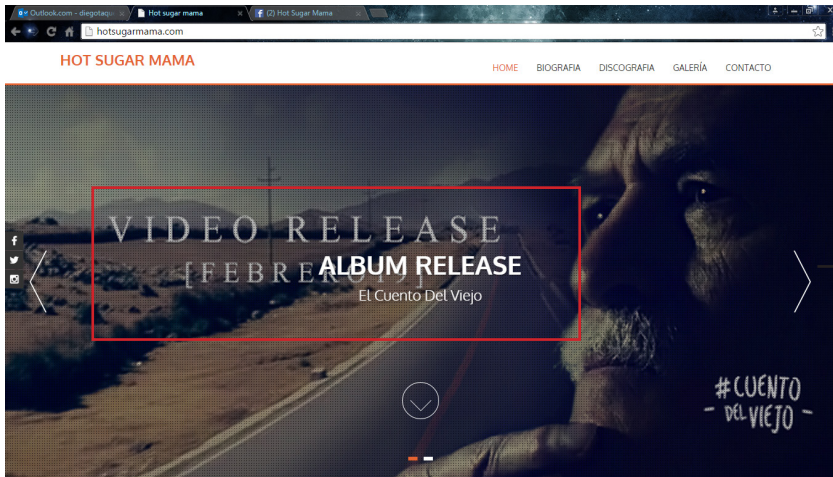 Outlook.com - diegotaqu
Hot sugar mama
(2) Hot Sugar Mama
hotsugarmama.com
HOT SUGAR MAMA
HOME
BIOGRAFIA
DISCOGRAFIA
GALERÍA
CONTACTO
VIDEO RELEASE
ALBUM RELEASE
El Cuento Del Viejo
#CUENTO
- DEL VIEJO -